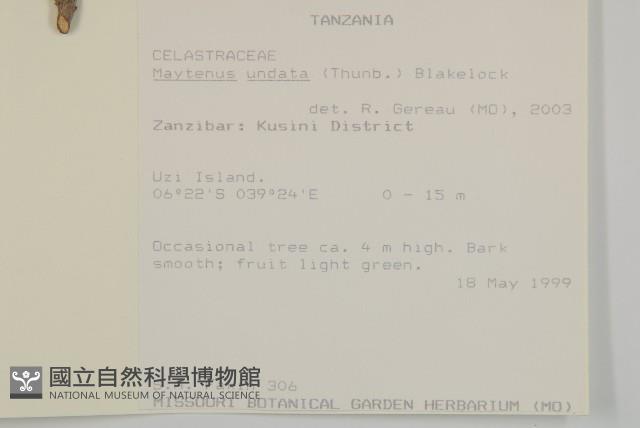 TANZANIA
CELASTRACEAE
Maytenus undata (Thunb.) Blakelock
det. R. Gereau (MO), 2003
Zanzibar: Kusini District
Uzi Island.
06°22'S 039°24'E 0 - 15 m
Occasional tree ca. 4 m high. Bark
smooth; fruit light green.
18 May 1999
306
國立自然科學博物館
NATIONAL MUSEUM OF NATURAL SCIENCE
MISSOURI BOTANICAL GARDEN HERBARIUM (MO)